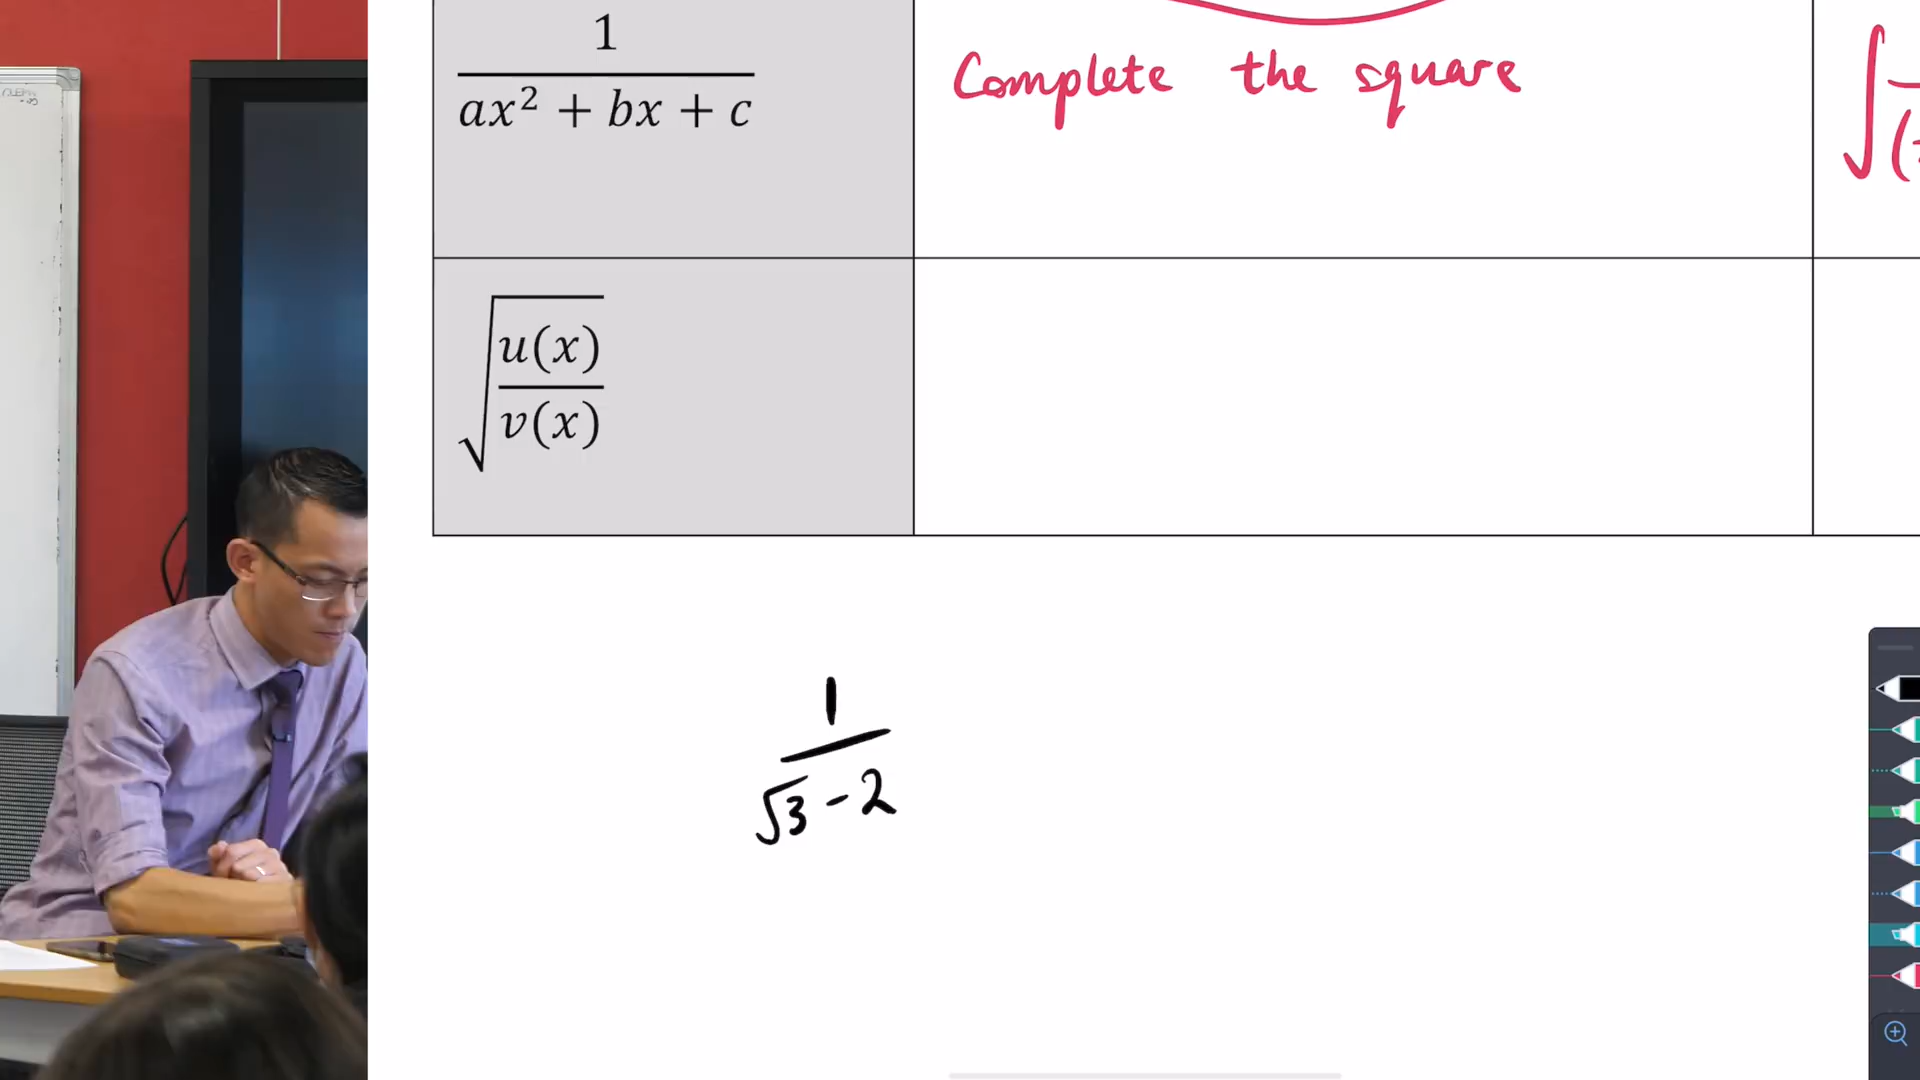 1
ax² + bx + c
Complete the square
∫
√(u(x)/v(x))
1
√3 - 2